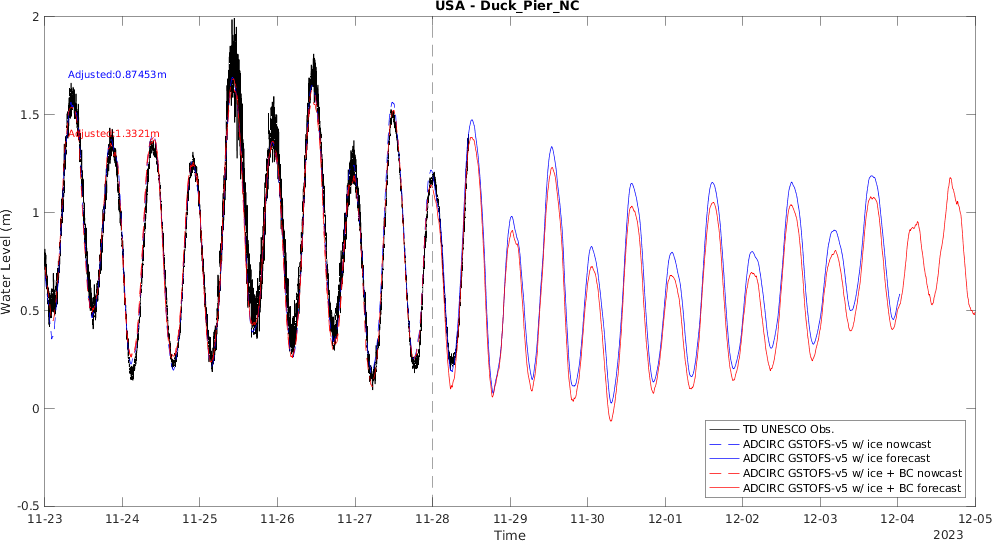 USA - Duck_Pier_NC
2
1.5
1
0.5
0
-0.5
Water Level (m)
Adjusted:0.87453m
Adjusted:1.3321m
TD UNESCO Obs.
ADCIRC GSTOFS-v5 w/ ice nowcast
ADCIRC GSTOFS-v5 w/ ice forecast
ADCIRC GSTOFS-v5 w/ ice + BC nowcast
ADCIRC GSTOFS-v5 w/ ice + BC forecast
11-23 11-24 11-25 11-26 11-27 11-28 11-29 11-30 12-01 12-02 12-03 12-04 12-05
Time
2023